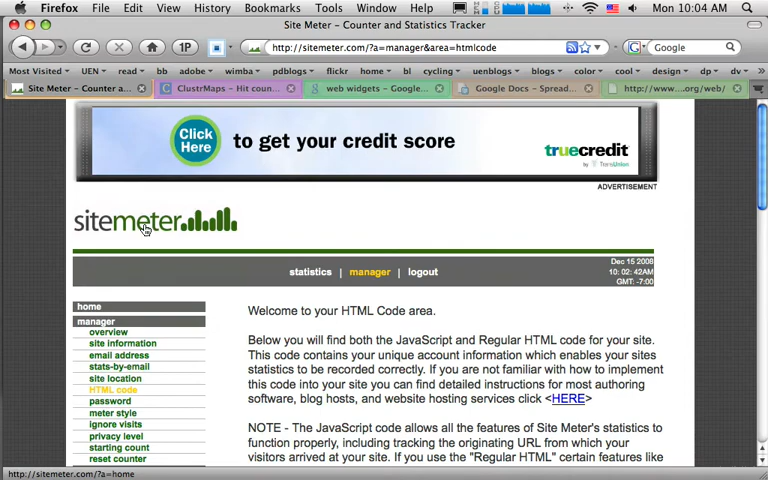 Firefox File Edit View History Bookmarks Tools Window Help Mon 10:04 AM
Site Meter - Counter and Statistics Tracker
1P http://sitemeter.com/?a=manager&area=htmlcode Google
Most Visited UEN read adobe wimba pdblogs flickr home bl cycling uenblogs blogs color cool design dp dv
Site Meter - Counter a... ClustrMaps - Hit coun... web widgets - Google... Google Docs - Spread... http://www....org/web/
Click Here to get your credit score truecredit
by TransUnion
ADVERTISEMENT
sitemeter
Dec 15 2008
statistics | manager | logout 10: 02: 42AM
GMT: -7:00
home
manager
overview
site information
email address
stats-by-email
site location
HTML code
password
meter style
ignore visits
privacy level
starting count
reset counter
Welcome to your HTML Code area.
Below you will find both the JavaScript and Regular HTML code for your site.
This code contains your unique account information which enables your sites
statistics to be recorded correctly. If you are not familiar with how to implement
this code into your site you can find detailed instructions for most authoring
software, blog hosts, and website hosting services click <HERE>
NOTE - The JavaScript code allows all the features of Site Meter's statistics to
function properly, including tracking the originating URL from which your
visitors arrived at your site. If you use the "Regular HTML" certain features like
http://sitemeter.com/?a=home